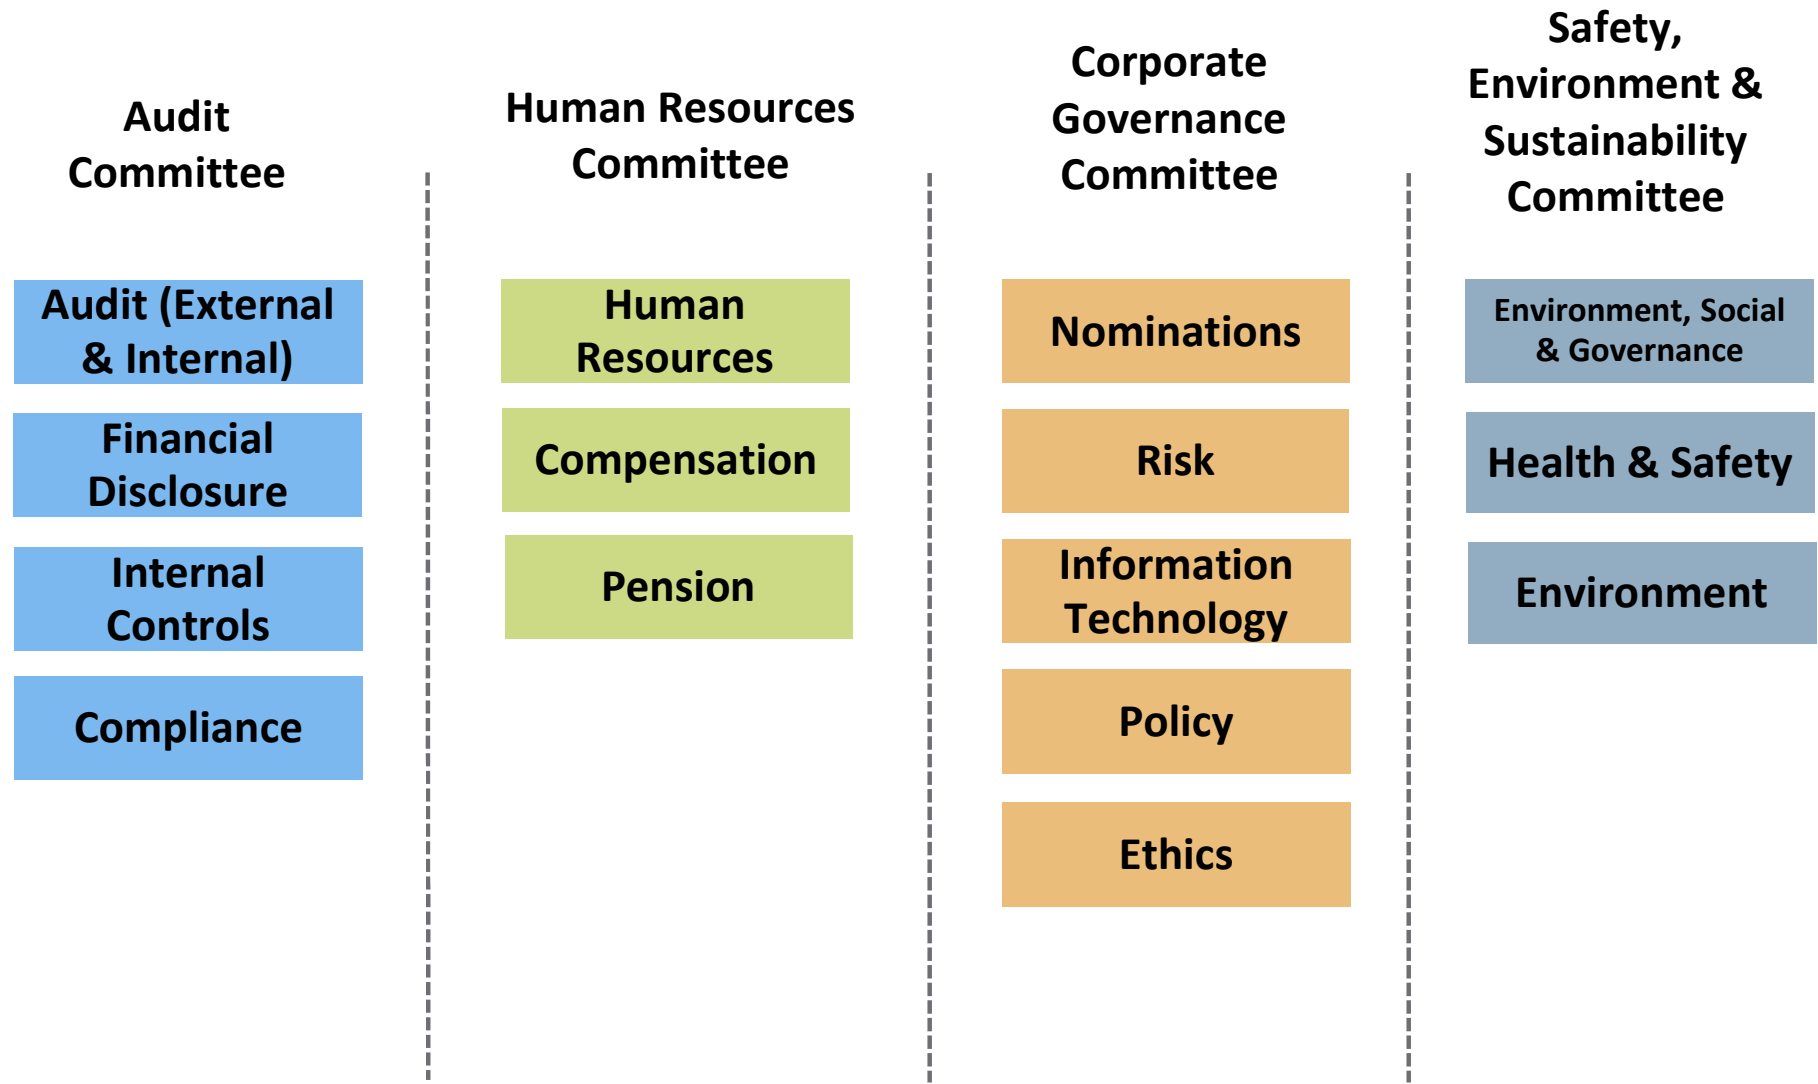 Audit
Committee
Audit (External
& Internal)
Financial
Disclosure
Internal
Controls
Compliance
Human Resources
Committee
Human
Resources
Compensation
Pension
Corporate
Governance
Committee
Nominations
Risk
Information
Technology
Policy
Ethics
Safety,
Environment &
Sustainability
Committee
Environment, Social
& Governance
Health & Safety
Environment